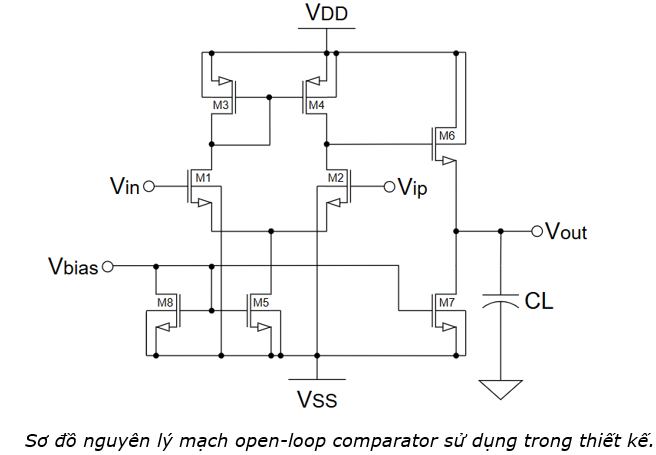 VDD
M3
M4
M6
M1
M2
Vin
Vip
Vout
Vbias
M8
M5
M7
CL
VSS
Sơ đồ nguyên lý mạch open-loop comparator sử dụng trong thiết kế.